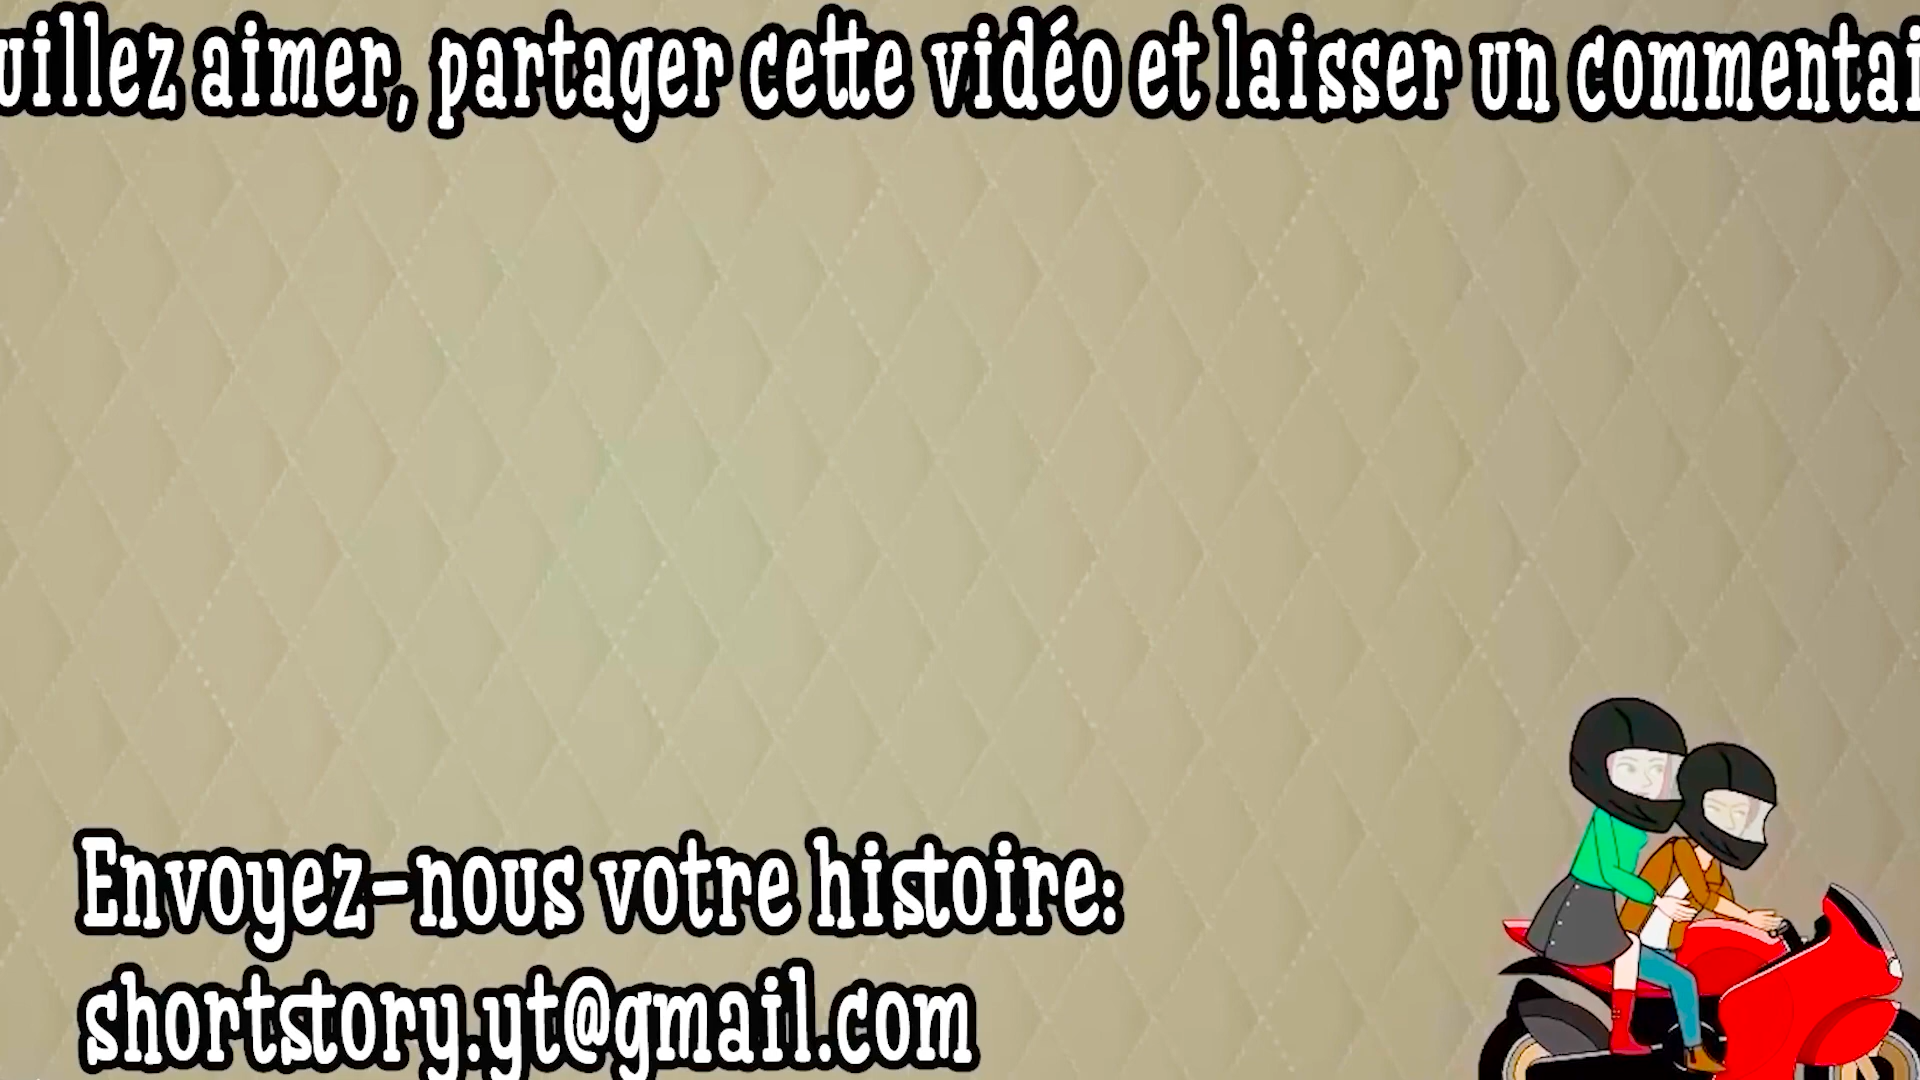 uillez aimer, partager cette vidéo et laisser un commentai
Envoyez-nous votre histoire:
shortstory.yt@gmail.com